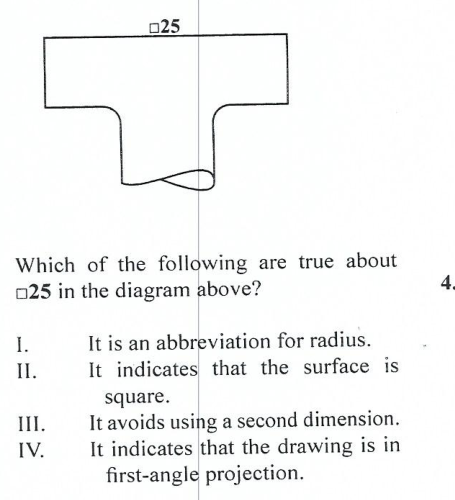 □25
Which of the following are true about
□25 in the diagram above?
4.
I. It is an abbreviation for radius.
II. It indicates that the surface is
square.
III. It avoids using a second dimension.
IV. It indicates that the drawing is in
first-angle projection.